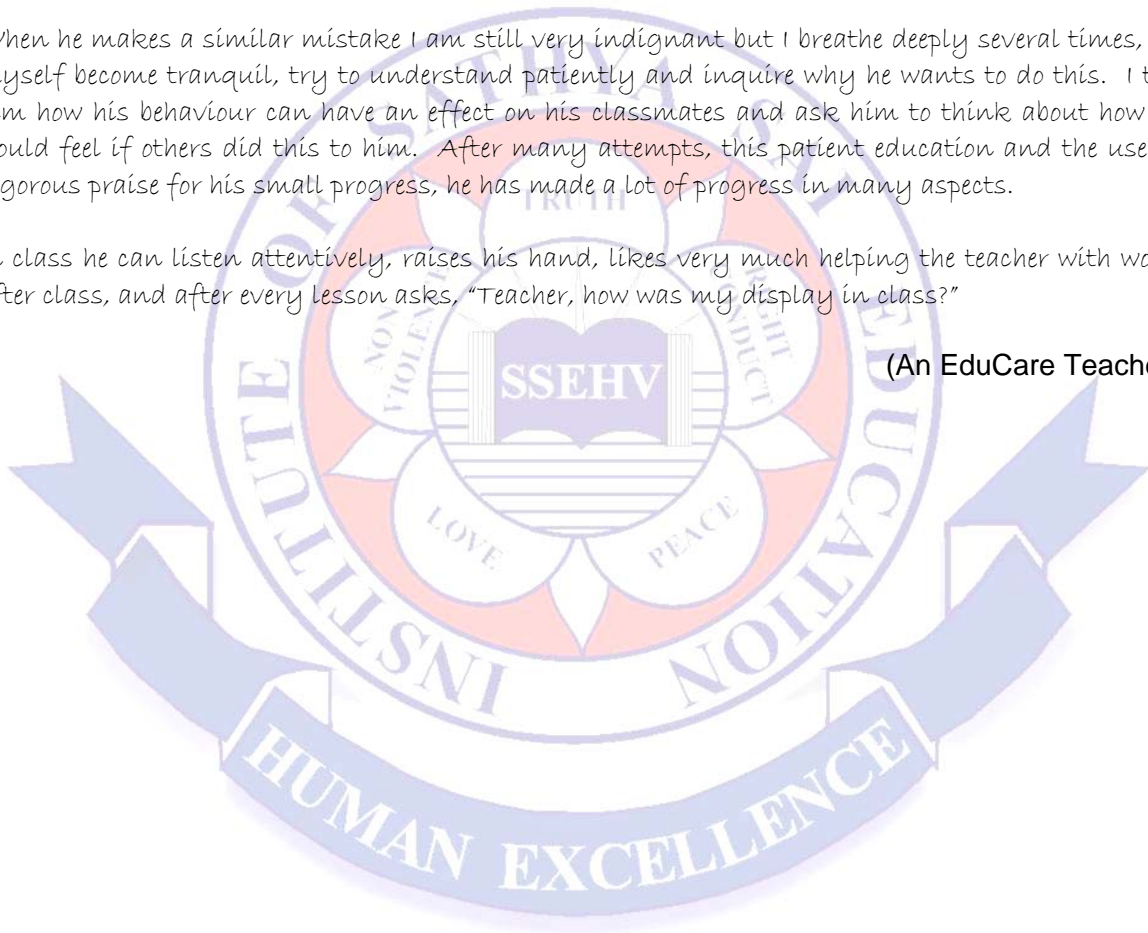 When he makes a similar mistake I am still very indignant but I breathe deeply several times,
myself become tranquil, try to understand patiently and inquire why he wants to do this. I
how his behaviour can have an effect on his classmates and ask him to think about how
feel if others did this to him. After many attempts, this patient education and the use
praise for his small progress, he has made a lot of progress in many aspects.
class he can listen attentively, raises his hand, likes very much helping the teacher with
after class, and after every lesson asks, "Teacher, how was my display in class?"
(An EduCare
INSTITUTE OF SATHYA SAI EDUCATION
TRUTH
NON VIOLENCE
RIGHT CONDUCT
SSEHV
LOVE
PEACE
HUMAN EXCELLENCE